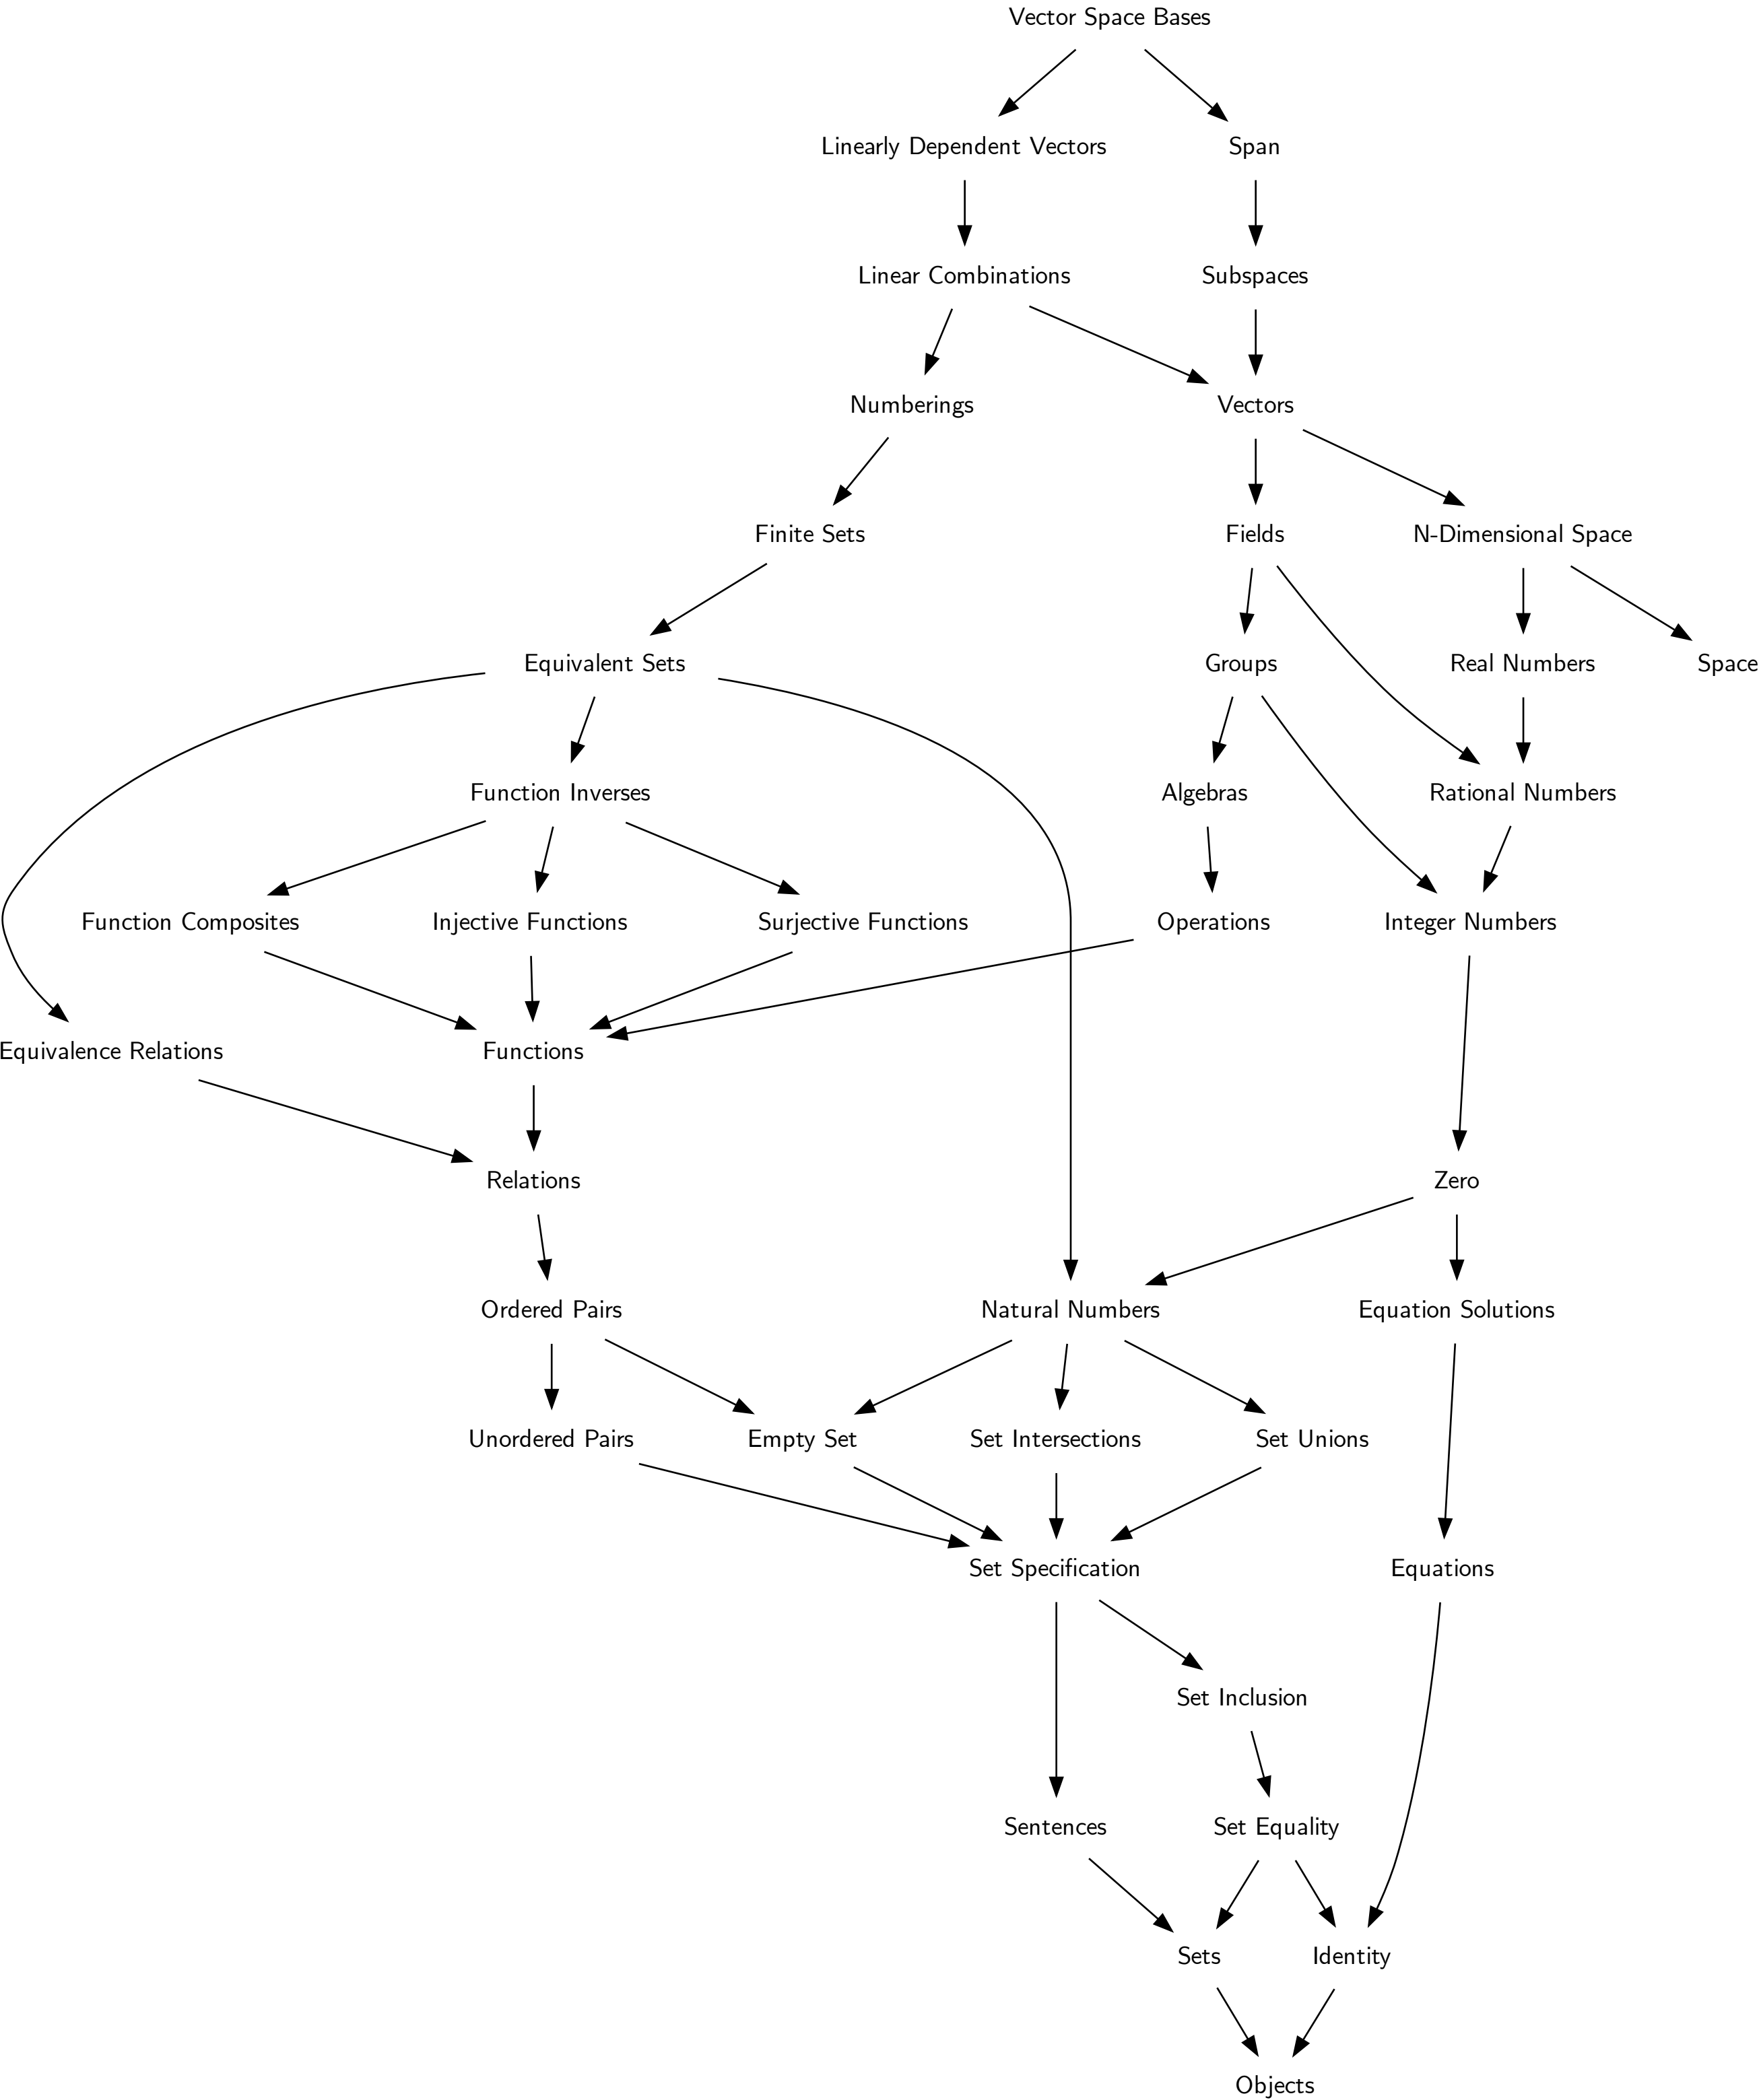 Vector Space Bases
Linearly Dependent Vectors
Span
Linear Combinations
Subspaces
Numberings
Vectors
Finite Sets
Fields
N-Dimensional Space
Equivalent Sets
Groups
Real Numbers
Space
Function Inverses
Algebras
Rational Numbers
Function Composites
Injective Functions
Surjective Functions
Operations
Integer Numbers
Equivalence Relations
Functions
Relations
Zero
Ordered Pairs
Natural Numbers
Equation Solutions
Unordered Pairs
Empty Set
Set Intersections
Set Unions
Set Specification
Equations
Set Inclusion
Sentences
Set Equality
Sets
Identity
Objects